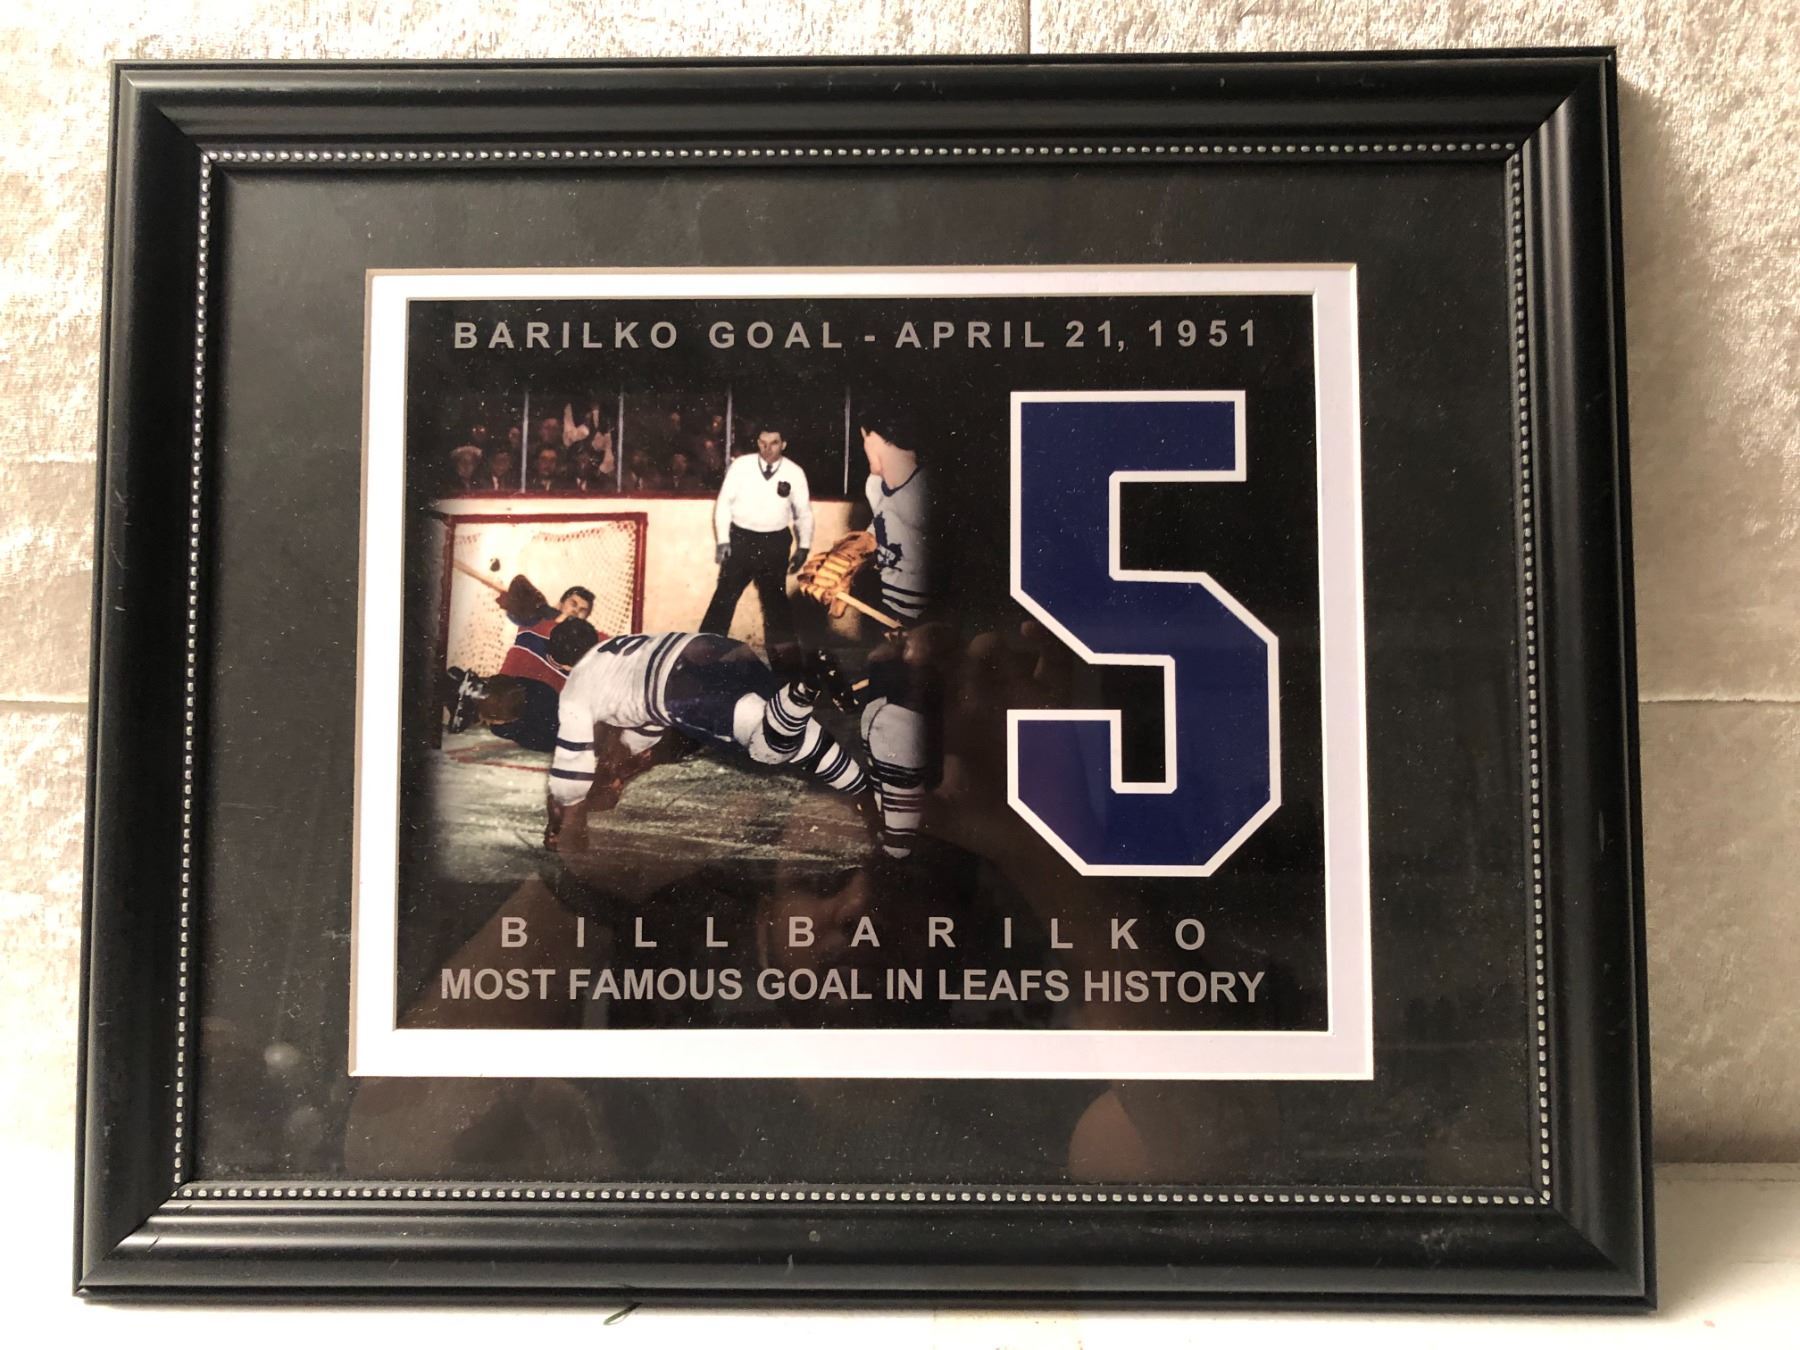 BARILKO GOAL - APRIL 21, 1951
5
BILL BARILKO
MOST FAMOUS GOAL IN LEAFS HISTORY